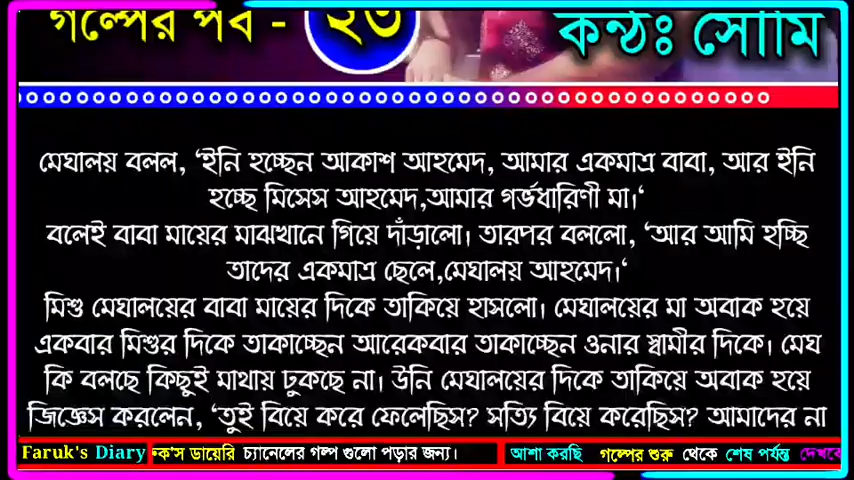 গল্পের পর্ব - ২৩
কন্ঠঃ সৌমি
মেঘালয় বলল, ‘ইনি হচ্ছেন আকাশ আহমেদ, আমার একমাত্র বাবা, আর ইনি
হচ্ছে মিসেস আহমেদ,আমার গর্ভধারিণী মা।‘
বলেই বাবা মায়ের মাঝখানে গিয়ে দাঁড়ালো। তারপর বললো, ‘আর আমি হচ্ছি
তাদের একমাত্র ছেলে,মেঘালয় আহমেদ।‘
মিশু মেঘালয়ের বাবা মায়ের দিকে তাকিয়ে হাসলো। মেঘালয়ের মা অবাক হয়ে
একবার মিশুর দিকে তাকাচ্ছেন আরেকবার তাকাচ্ছেন ওনার স্বামীর দিকে। মেঘ
কি বলছে কিছুই মাথায় ঢুকছে না। উনি মেঘালয়ের দিকে তাকিয়ে অবাক হয়ে
জিজ্ঞেস করলেন, ‘তুই বিয়ে করে ফেলেছিস? সত্যি বিয়ে করেছিস? আমাদের না
Faruk's Diary ক'স ডায়েরি চ্যানেলের গল্প গুলো পড়ার জন্য। আশা করছি গল্পের শুরু থেকে শেষ পর্যন্ত